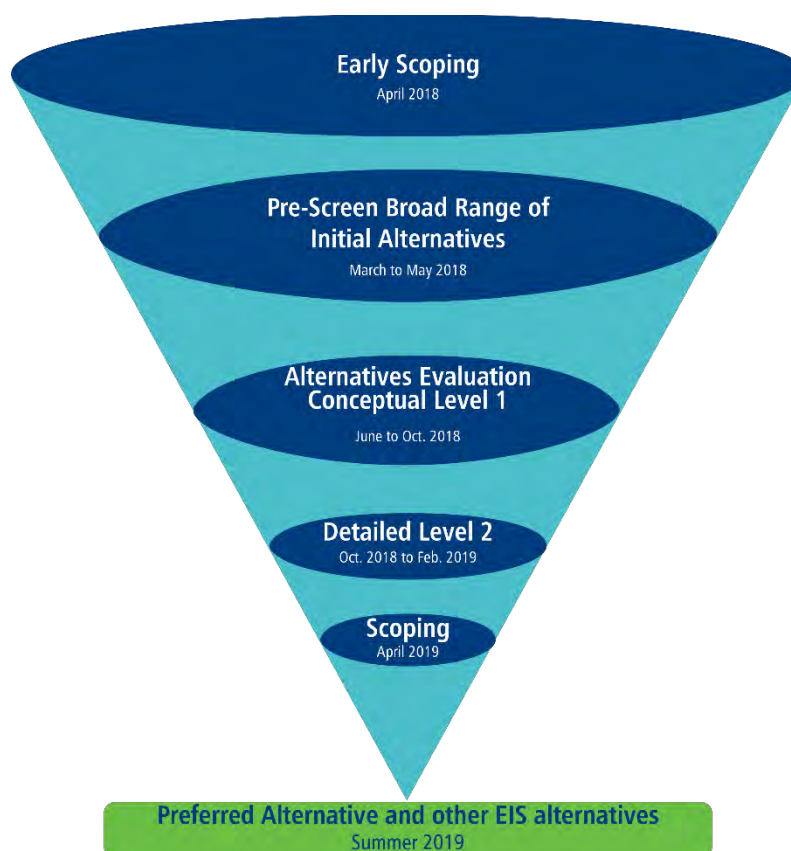 Early Scoping
April 2018
Pre-Screen Broad Range of
Initial Alternatives
March to May 2018
Alternatives Evaluation
Conceptual Level 1
June to Oct. 2018
Detailed Level 2
Oct. 2018 to Feb. 2019
Scoping
April 2019
Preferred Alternative and other EIS alternatives
Summer 2019